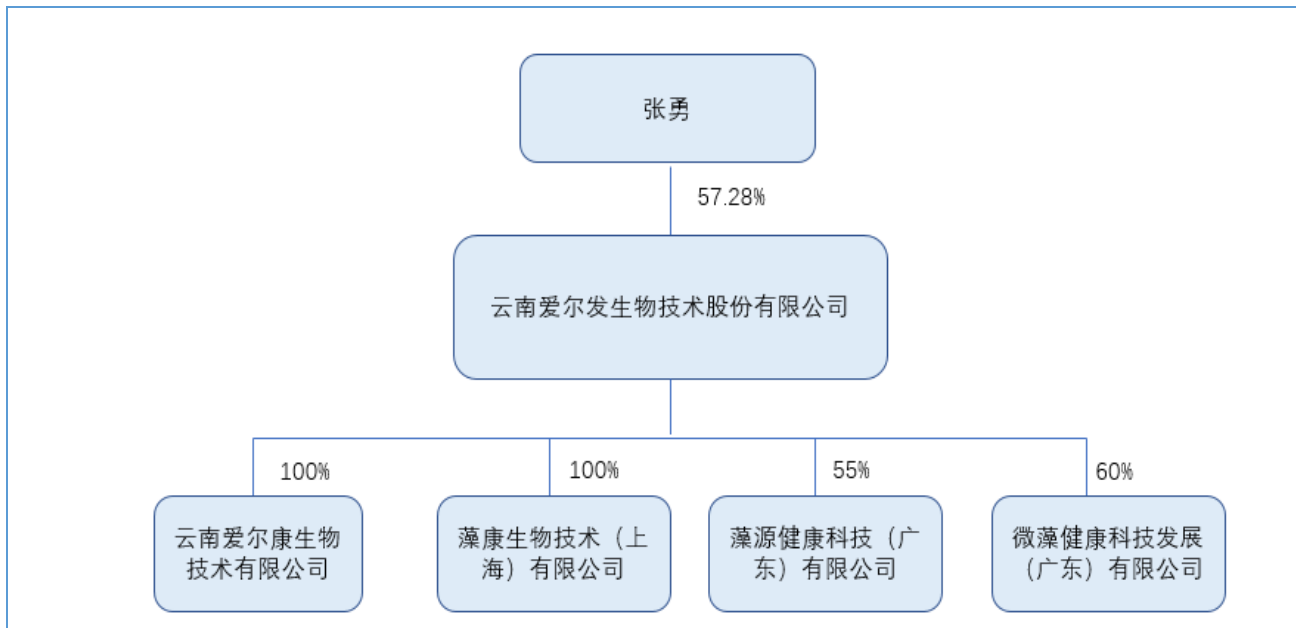 张勇
57.28%
云南爱尔发生物技术股份有限公司
100%
100%
55%
60%
云南爱尔康生物
技术有限公司
藻康生物技术（上
海）有限公司
藻源健康科技（广
东）有限公司
微藻健康科技发展
（广东）有限公司